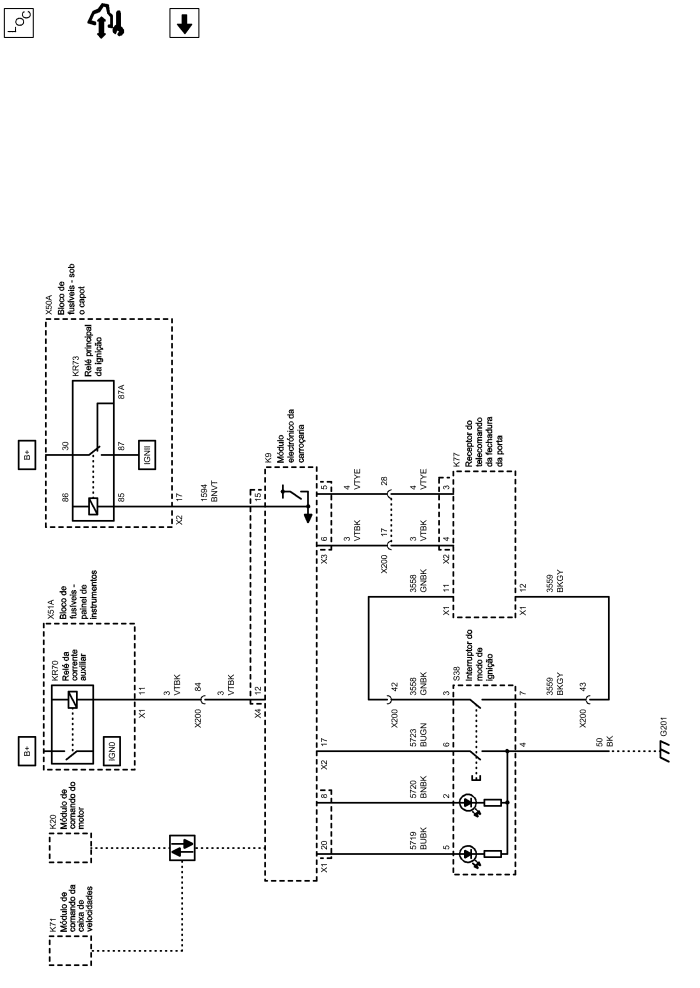 LOC
X50A
Bloco de
fusíveis - sob
o capot
KR73
Relé principal
da ignição
B+
30
86
87A
87
85
IGNII
X2
17
1594
BNVT
X51A
Bloco de
fusíveis -
painel de
instrumentos
KR70
Relé da
corrente
auxiliar
B+
IGN0
X1
11
3
VTBK
X200
84
3
VTBK
K20
Módulo de
comando do
motor
K71
Módulo de
comando da
caixa de
velocidades
K9
Módulo
electrónico da
carroçaria
15
X4
12
X1
20
8
X2
17
X3
6
5
3
VTBK
4
VTYE
X200
17
28
3
VTBK
4
VTYE
X2
4
3
K77
Receptor do
telecomando
da fechadura
da porta
X1
11
3558
GNBK
X1
12
3559
BKGY
X200
42
3558
GNBK
3
S38
Interruptor do
modo de
ignição
5719
BUBK
5
5720
BNBK
2
5723
BUGN
6
4
7
3559
BKGY
X200
43
50
BK
G201